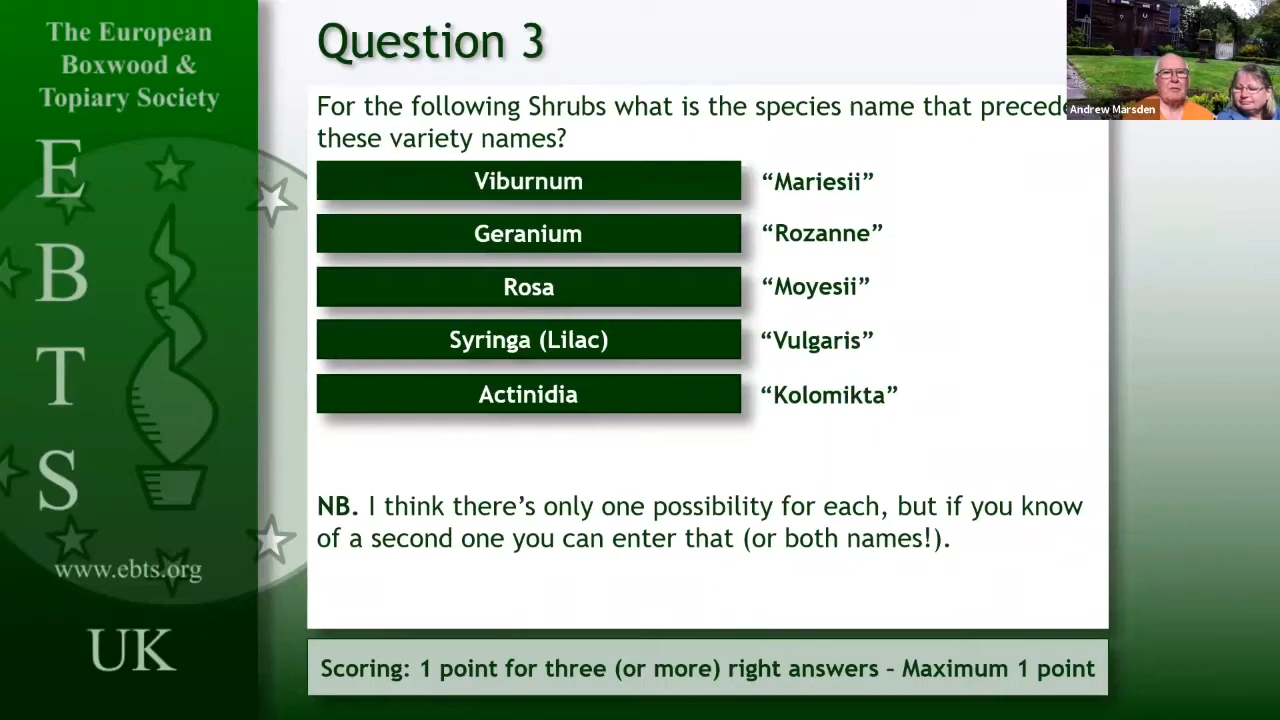 The European
Boxwood &
Topiary Society
E
B
T
S
www.ebts.org
UK
Question 3
For the following Shrubs what is the species name that preced
these variety names?
Viburnum "Mariesii"
Geranium "Rozanne"
Rosa "Moyesii"
Syringa (Lilac) "Vulgaris"
Actinidia "Kolomikta"
NB. I think there's only one possibility for each, but if you know
of a second one you can enter that (or both names!).
Scoring: 1 point for three (or more) right answers – Maximum 1 point
Andrew Marsden